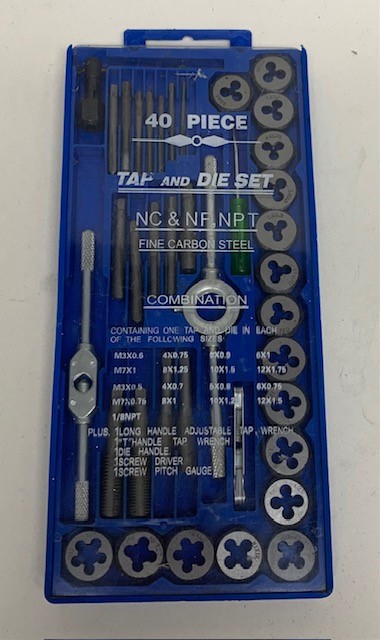 40 PIECE
TAP AND DIE SET
NC & NF, NPT
FINE CARBON STEEL
COMBINATION
CONTAINING ONE TAP AND DIE IN EACH
OF THE FOLLOWING SIZES
M3X0.6 4X0.75 5X0.9 6X1
M7X1 8X1.25 10X1.5 12X1.75
M3X0.5 4X0.7 5X0.8 6X0.75
M7X0.75 8X1 10X1.25 12X1.5
1/8NPT
PLUS. 1LONG HANDLE ADJUSTABLE TAP, WRENCH
1"T"HANDLE TAP WRENCH
1DIE HANDLE.
1SCREW DRIVER
1SCREW PITCH GAUGE